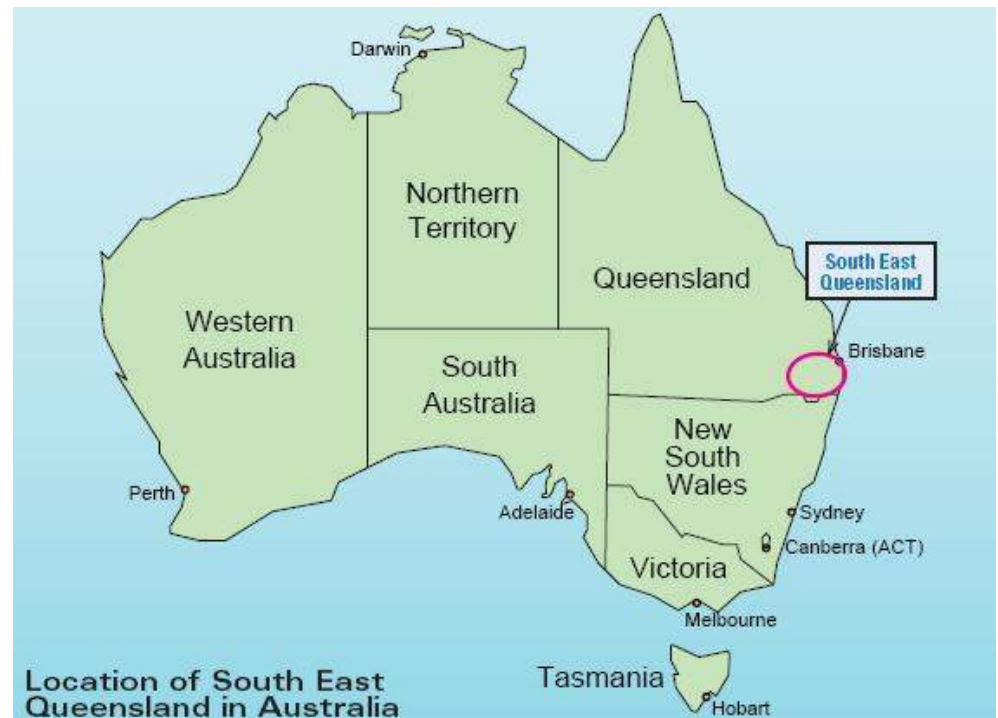 Darwin
Northern
Territory
Queensland
South East
Queensland
Western
Australia
South
Australia
Brisbane
New
South
Wales
Perth
Adelaide
Sydney
Canberra (ACT)
Victoria
Melbourne
Tasmania
Hobart
Location of South East
Queensland in Australia